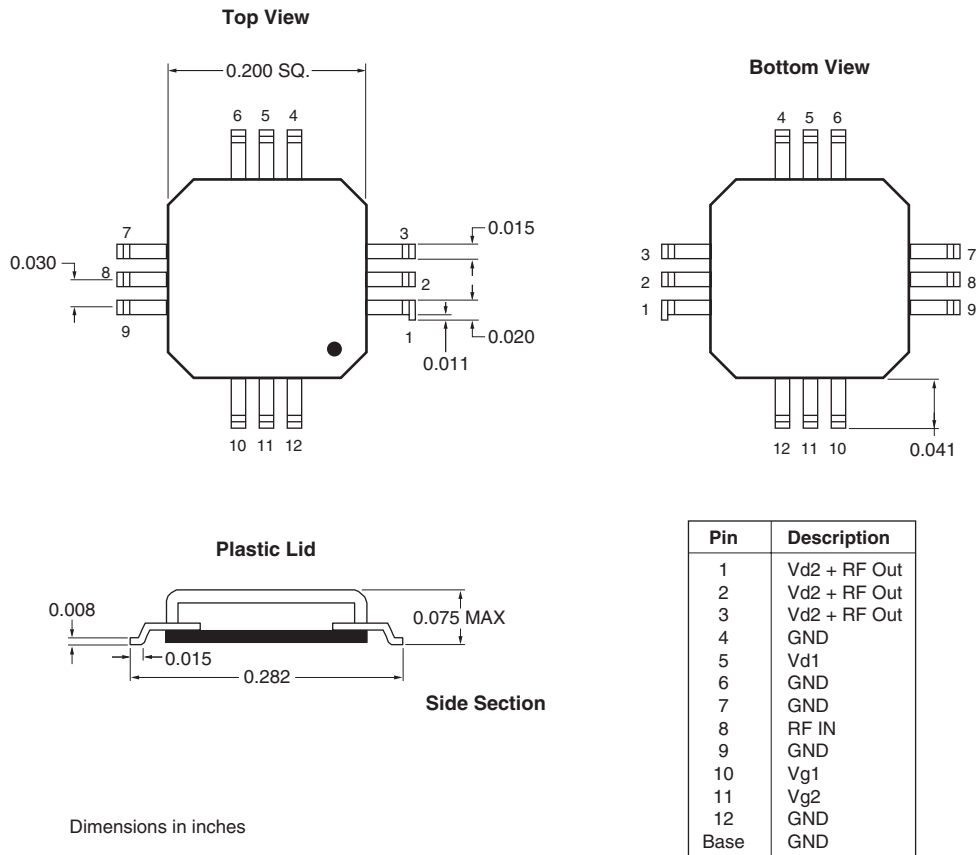 Top View
0.200 SQ.
6 5 4
7
8
9
0.030
3
2
1
0.015
0.020
0.011
10 11 12
Bottom View
4 5 6
3
2
1
7
8
9
12 11 10
0.041
Plastic Lid
0.008
0.075 MAX
0.015
0.282
Side Section
Dimensions in inches
Pin Description
1 Vd2 + RF Out
2 Vd2 + RF Out
3 Vd2 + RF Out
4 GND
5 Vd1
6 GND
7 GND
8 RF IN
9 GND
10 Vg1
11 Vg2
12 GND
Base GND